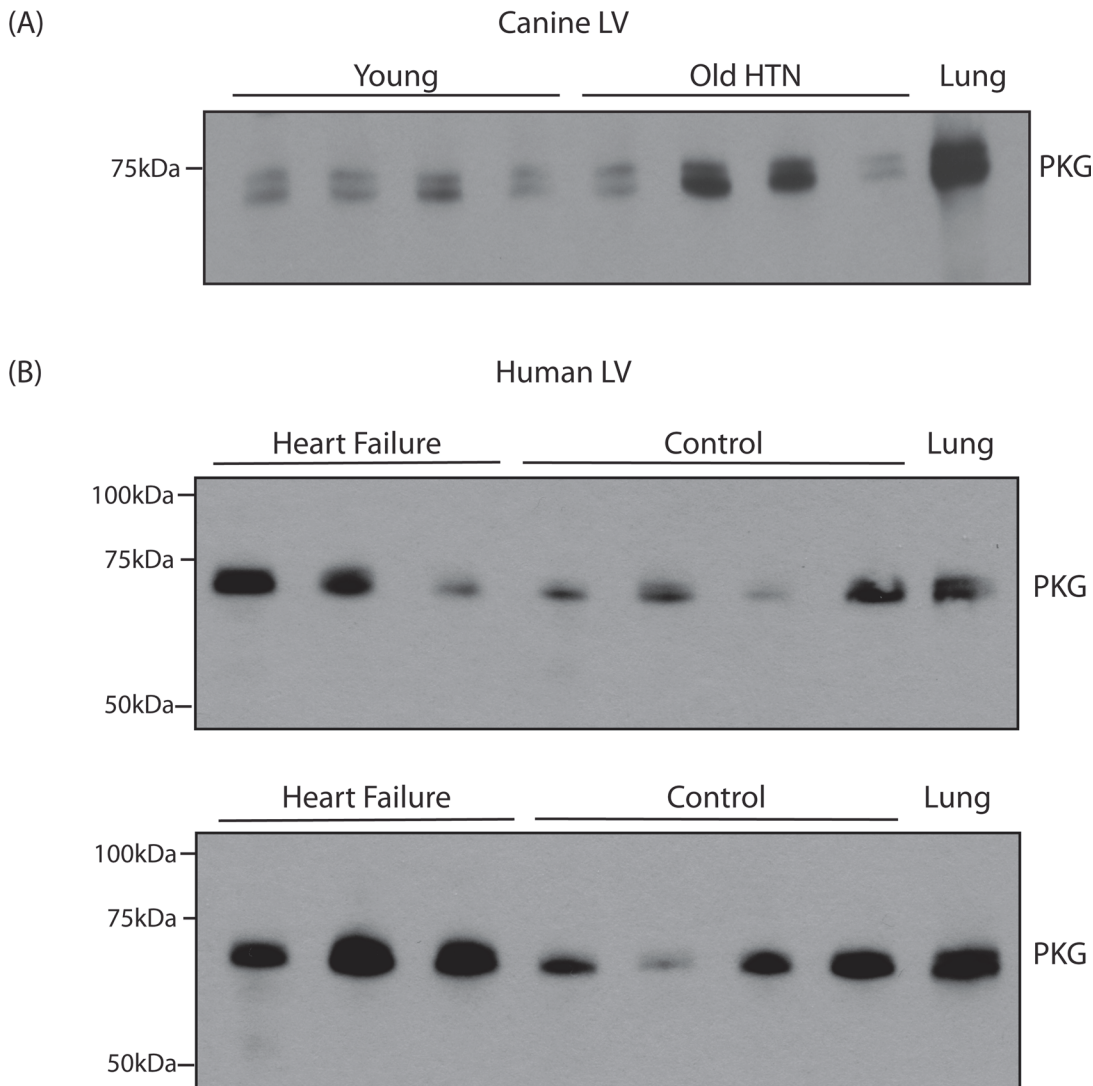 (A)
Canine LV
Young Old HTN Lung
75kDa PKG
(B)
Human LV
Heart Failure Control Lung
100kDa
75kDa
PKG
50kDa
Heart Failure Control Lung
100kDa
75kDa
PKG
50kDa